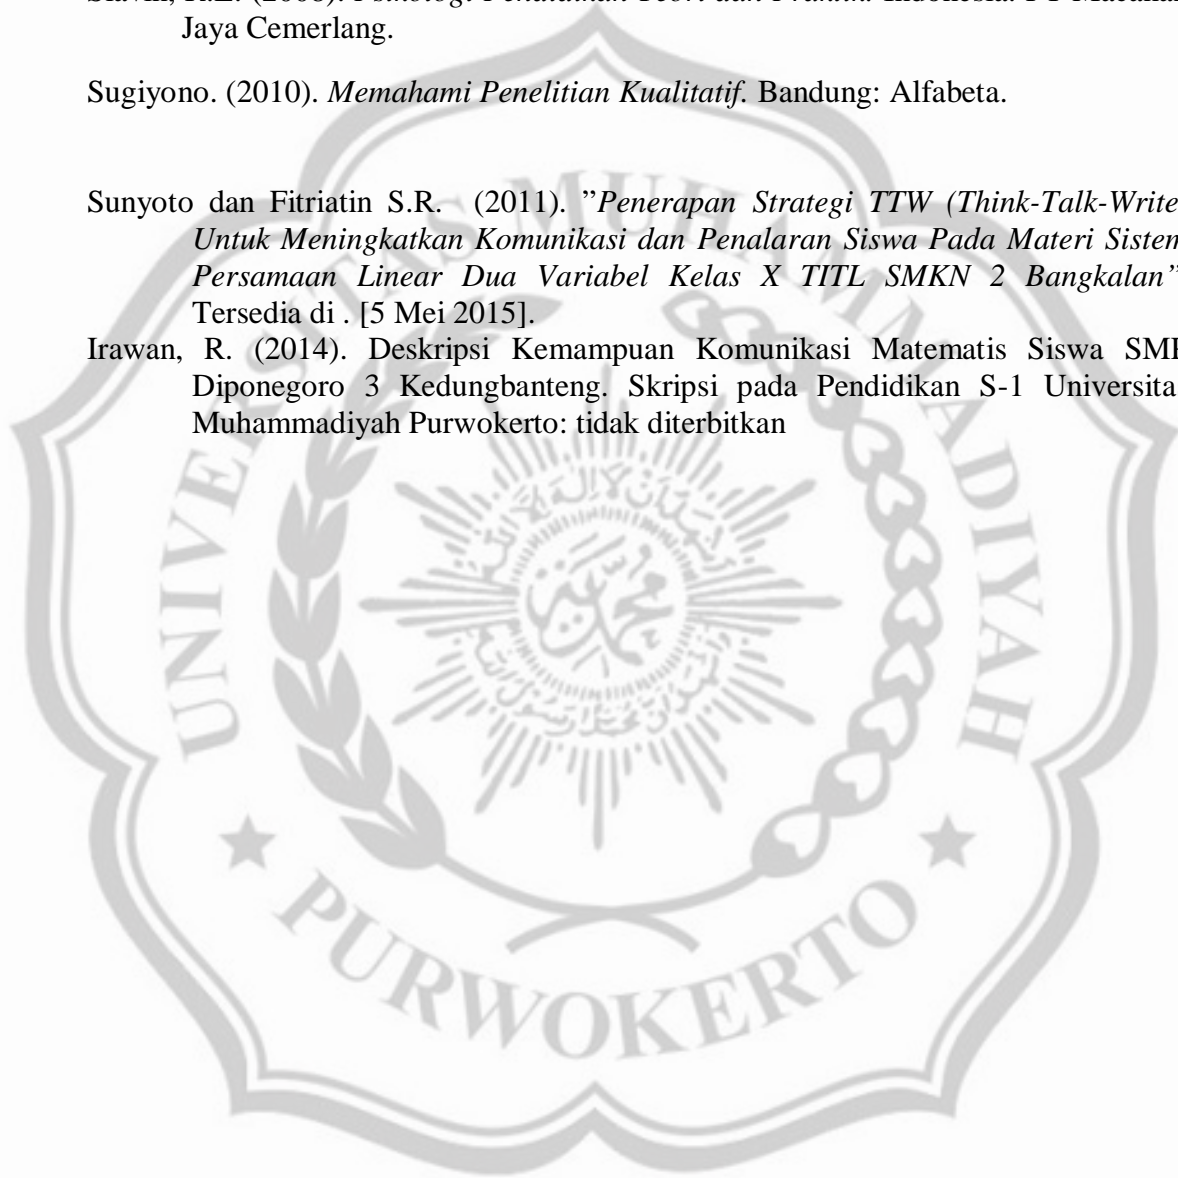 Jaya Cemerlang.
Sugiyono. (2010). Memahami Penelitian Kualitatif. Bandung: Alfabeta.
Sunyoto dan Fitriatin S.R. (2011). ”Penerapan Strategi TTW (Think-Talk-Write
Untuk Meningkatkan Komunikasi dan Penalaran Siswa Pada Materi Sistem
Persamaan Linear Dua Variabel Kelas X TITL SMKN 2 Bangkalan”
Tersedia di . [5 Mei 2015].
Irawan, R. (2014). Deskripsi Kemampuan Komunikasi Matematis Siswa
Diponegoro 3 Kedungbanteng. Skripsi pada Pendidikan S-1 Universita
Muhammadiyah Purwokerto: tidak diterbitkan
UNIVERSITAS MUHAMMADIYAH
PURWOKERTO